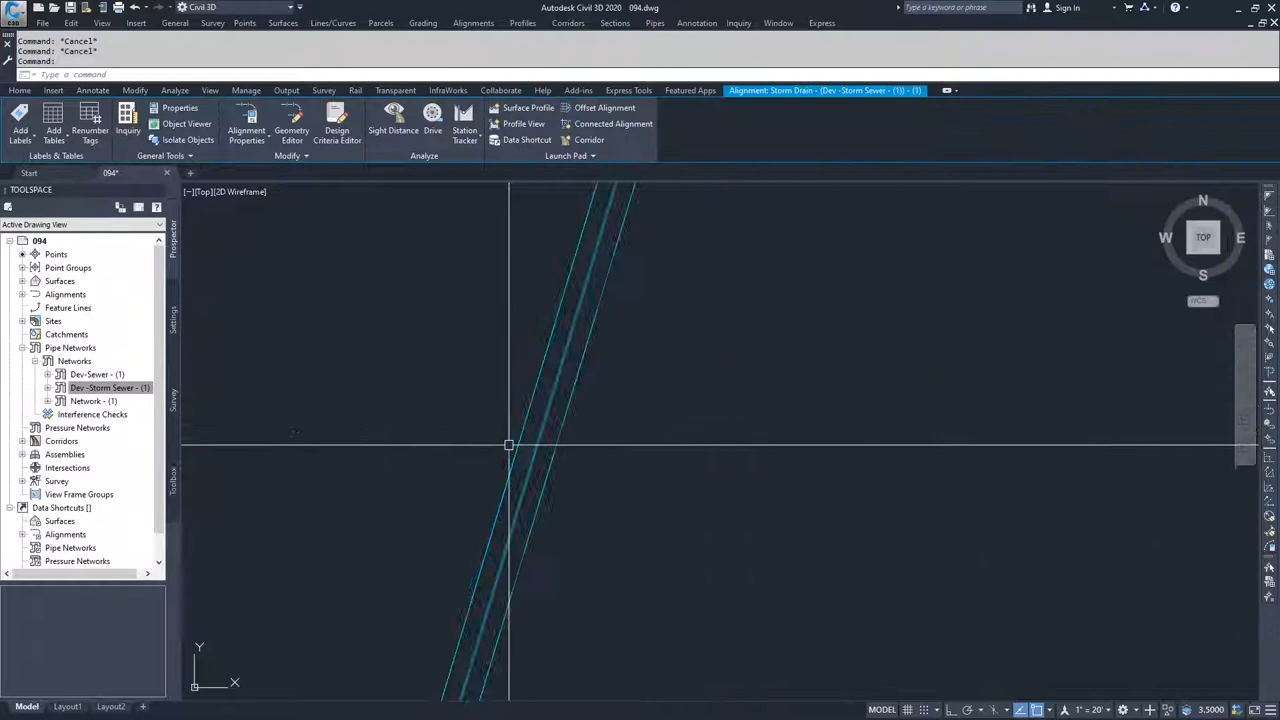 C3D
Civil 3D
Autodesk Civil 3D 2020 094.dwg
Type a keyword or phrase
Sign In
File Edit View Insert General Survey Points Surfaces Lines/Curves Parcels Grading Alignments Profiles Corridors Sections Pipes Annotation Inquiry Window Express
Command: *Cancel*
Command: *Cancel*
Command:
Type a command
Home Insert Annotate Modify Analyze View Manage Output Survey Rail Transparent InfraWorks Collaborate Help Add-ins Express Tools Featured Apps Alignment: Storm Drain - (Dev -Storm Sewer - (1)) - (1)
Add Labels
Add Tables
Renumber Tags
Inquiry
Properties
Object Viewer
Isolate Objects
Alignment Properties
Geometry Editor
Design Criteria Editor
Sight Distance
Drive
Station Tracker
Surface Profile
Profile View
Data Shortcut
Offset Alignment
Connected Alignment
Corridor
Labels & Tables
General Tools
Modify
Analyze
Launch Pad
Start
094*
TOOLSPACE
Active Drawing View
094
Points
Point Groups
Surfaces
Alignments
Feature Lines
Sites
Catchments
Pipe Networks
Networks
Dev-Sewer - (1)
Dev -Storm Sewer - (1)
Network - (1)
Interference Checks
Pressure Networks
Corridors
Assemblies
Intersections
Survey
View Frame Groups
Data Shortcuts []
Surfaces
Alignments
Pipe Networks
Pressure Networks
Prospector
Settings
Survey
Toolbox
[−][Top][2D Wireframe]
N
W TOP E
S
WCS
Y
X
Model Layout1 Layout2 +
MODEL
1" = 20'
3.5000